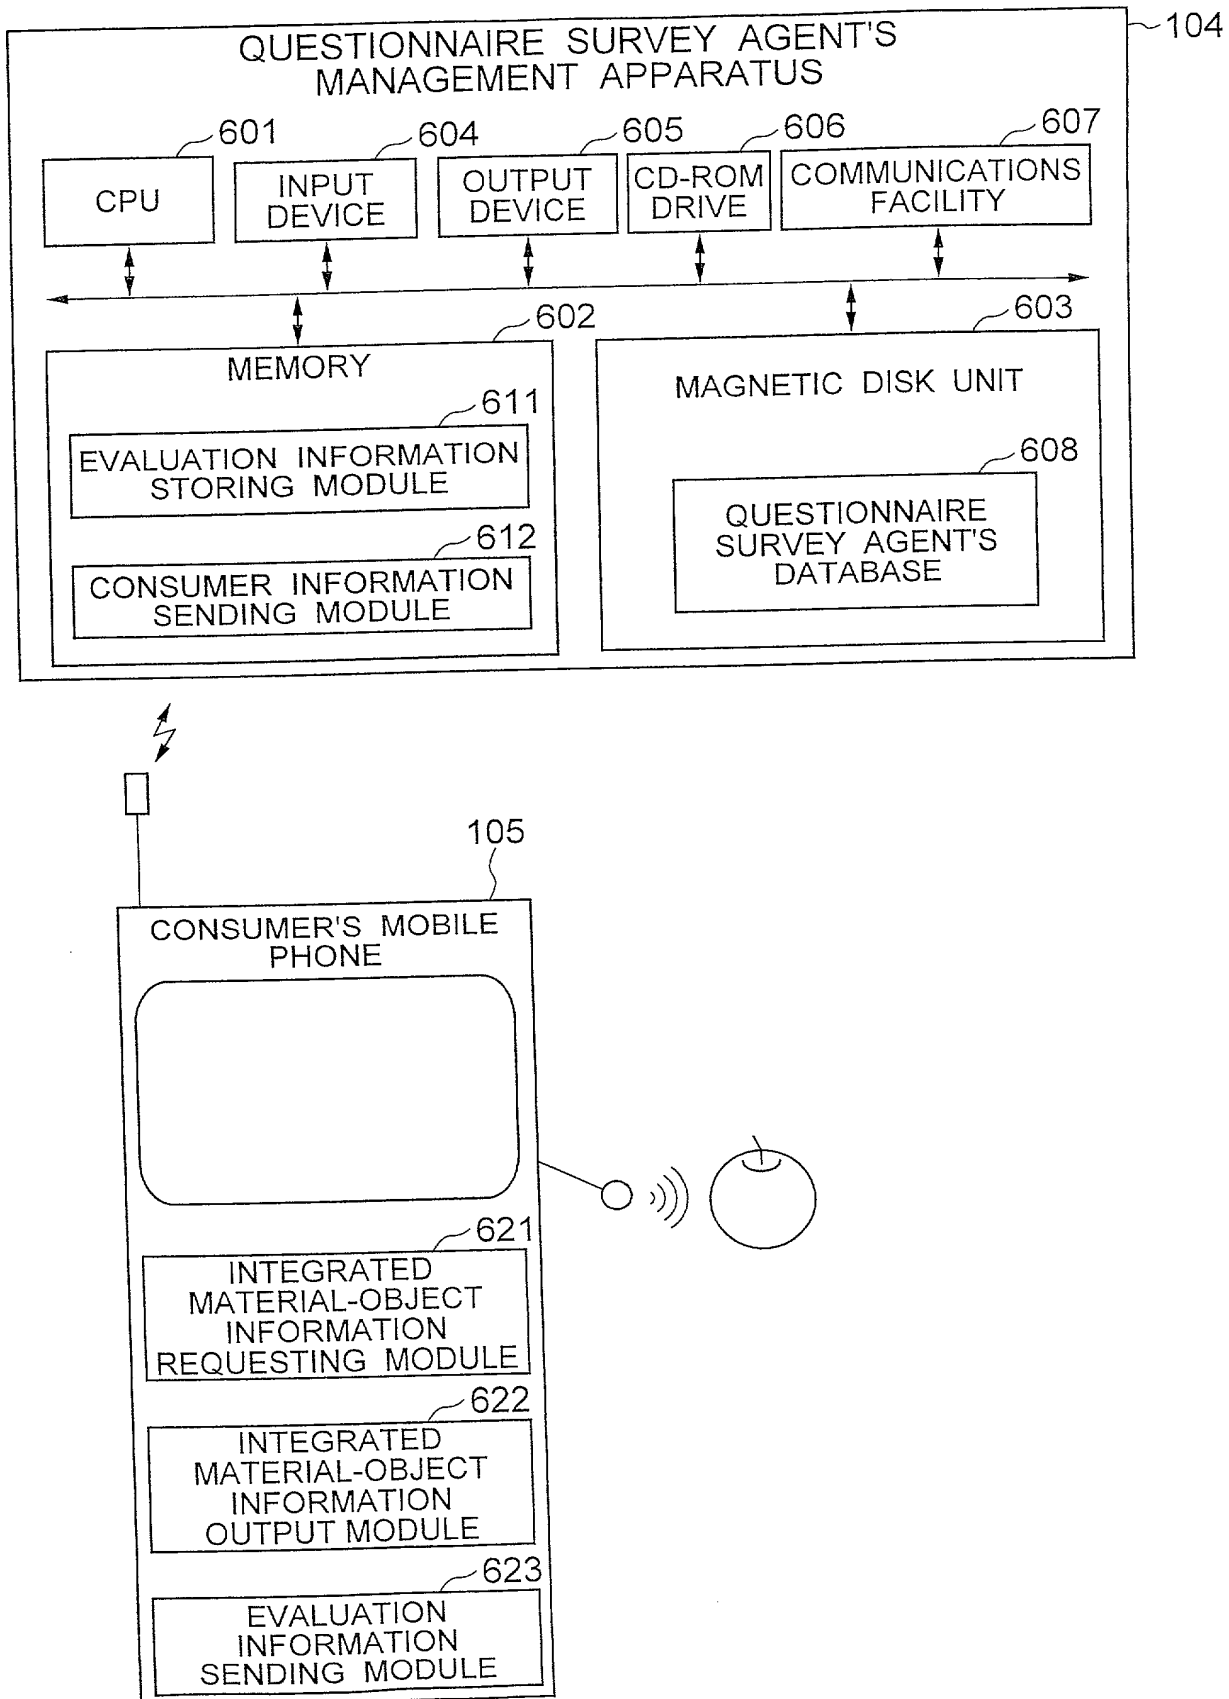 104
QUESTIONNAIRE SURVEY AGENT'S
MANAGEMENT APPARATUS
601
604
605
606
607
CPU
INPUT
DEVICE
OUTPUT
DEVICE
CD-ROM
DRIVE
COMMUNICATIONS
FACILITY
602
603
MEMORY
611
EVALUATION INFORMATION
STORING MODULE
612
CONSUMER INFORMATION
SENDING MODULE
MAGNETIC DISK UNIT
608
QUESTIONNAIRE
SURVEY AGENT'S
DATABASE
105
CONSUMER'S MOBILE
PHONE
621
INTEGRATED
MATERIAL-OBJECT
INFORMATION
REQUESTING MODULE
622
INTEGRATED
MATERIAL-OBJECT
INFORMATION
OUTPUT MODULE
623
EVALUATION
INFORMATION
SENDING MODULE